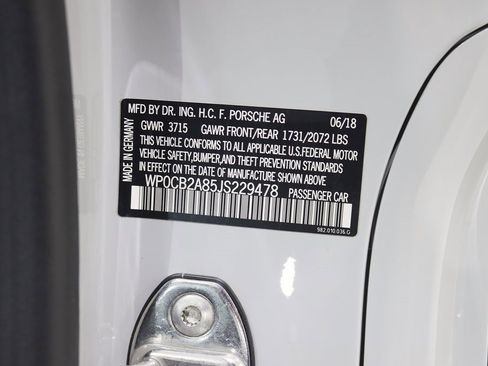 MFD BY DR. ING. H.C. F. PORSCHE AG 06/18
GVWR 3715 GAWR FRONT/REAR 1731/2072 LBS
THIS VEHICLE CONFORMS TO ALL APPLICABLE U.S.FEDERAL MOTOR
VEHICLE SAFETY,BUMPER,AND THEFT PREVENTION STANDARDS
IN EFFECT ON THE DATE OF MANUFACTURE SHOWN ABOVE.
WP0CB2A85JS229478 PASSENGER CAR
MADE IN GERMANY
982.010.036.G